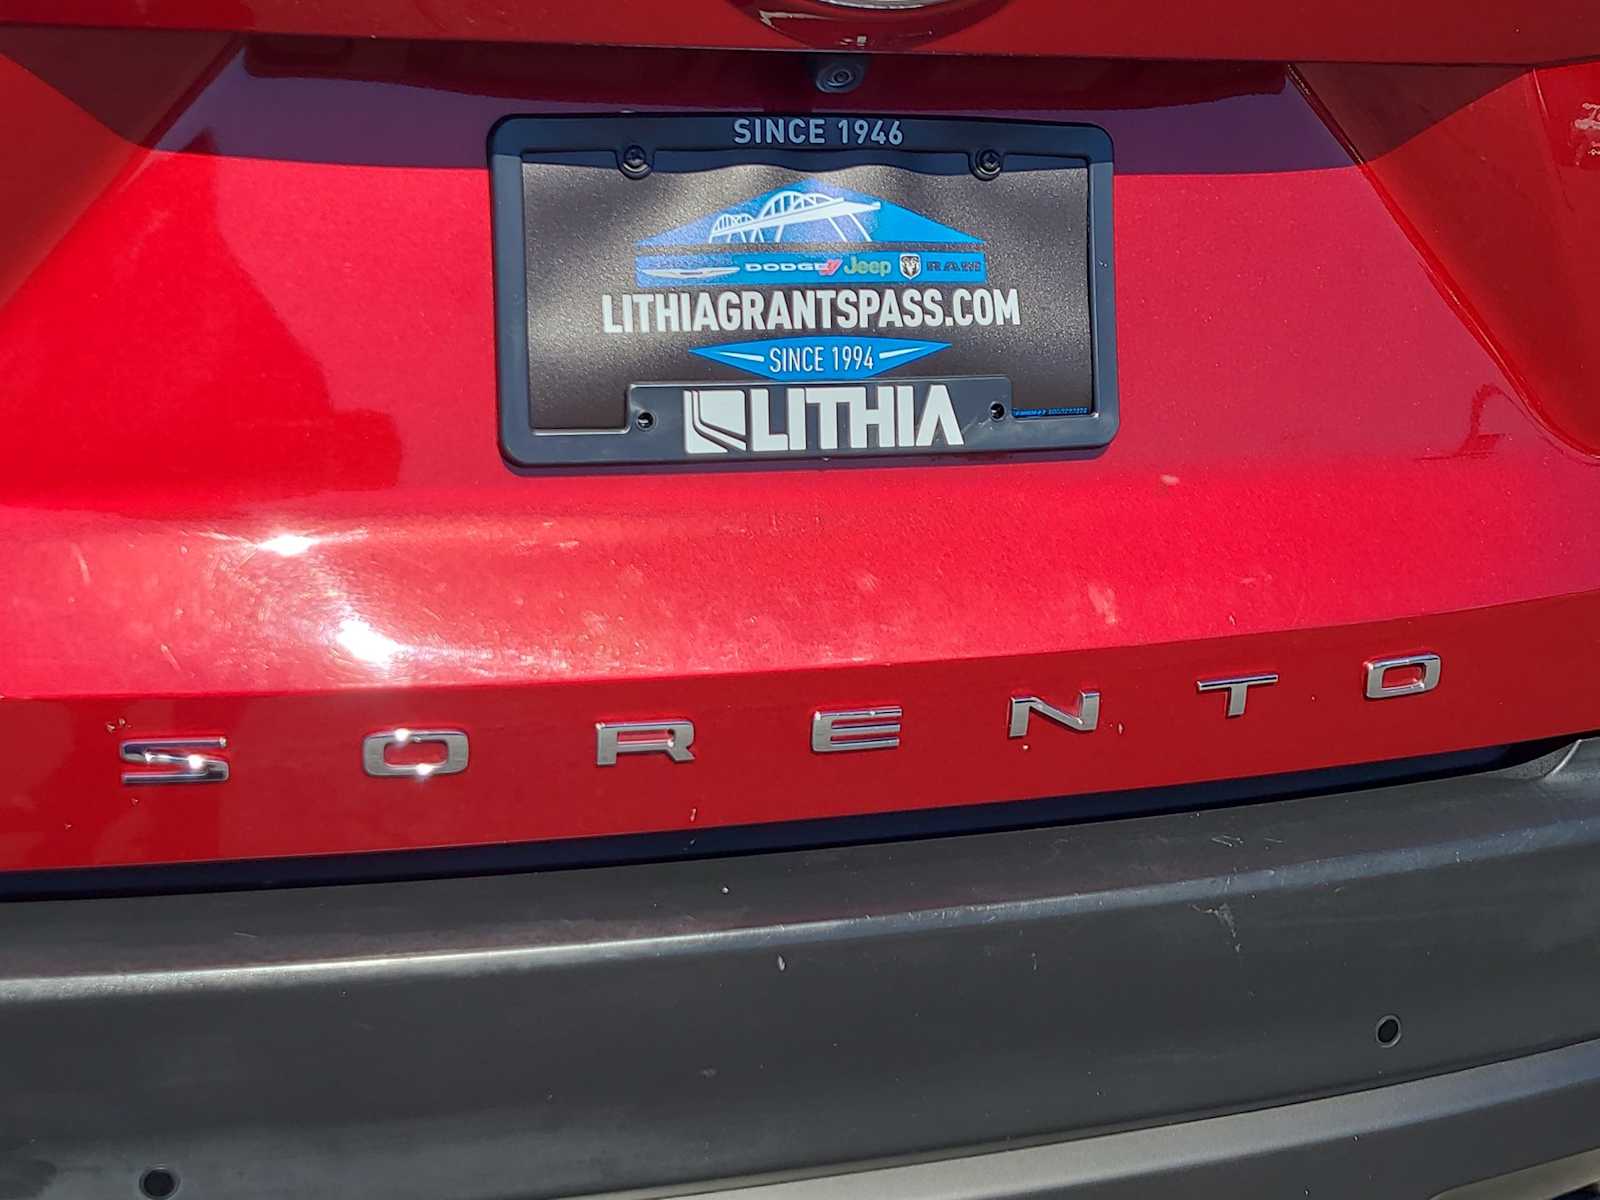 SINCE 1946
DODGE Jeep RAM
LITHIAGRANTSPASS.COM
SINCE 1994
LITHIA
SORENTO